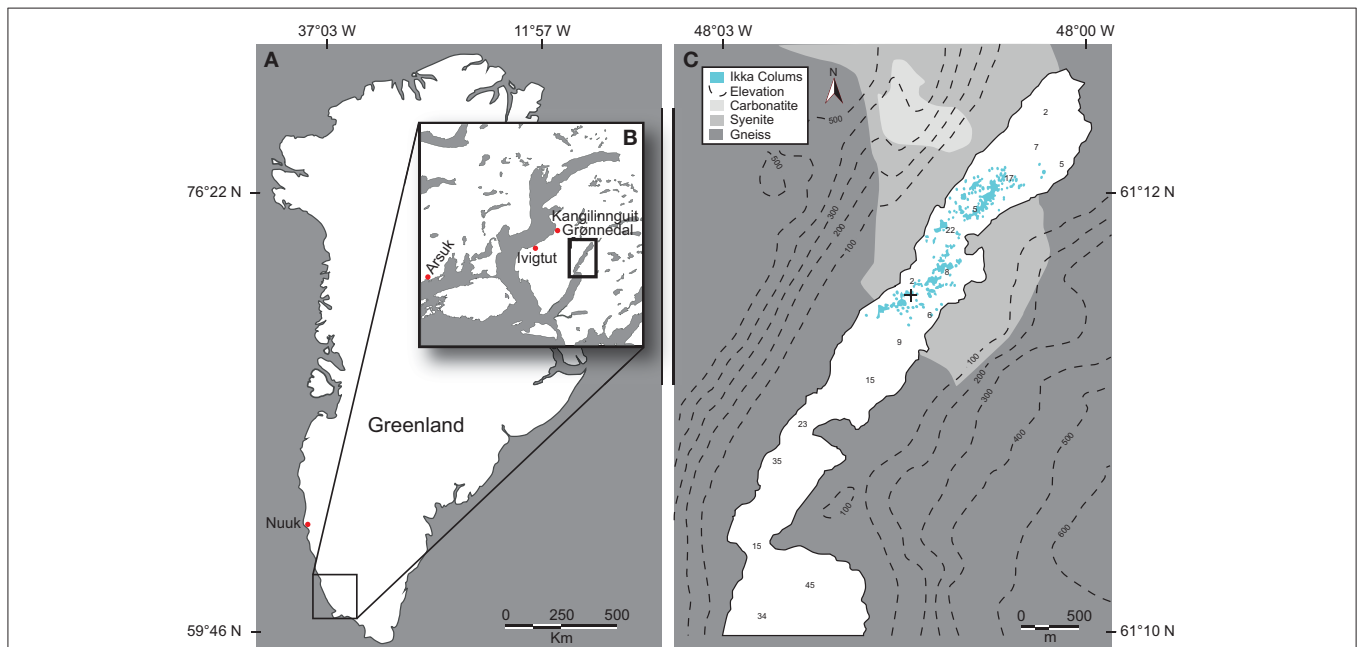 37°03 W
11°57 W
48°03 W
48°00 W
A
B
C
76°22 N
59°46 N
61°12 N
61°10 N
Kangilinnguit
Grønnedal
Ivigtut
Arsuk
Greenland
Nuuk
0 250 500
Km
Ikka Colums
Elevation
Carbonatite
Syenite
Gneiss
N
500
500
300
200
100
2
7
5
17
5
22
8
2
6
9
15
23
35
15
45
34
100
200
300
400
500
600
100
0 500
m